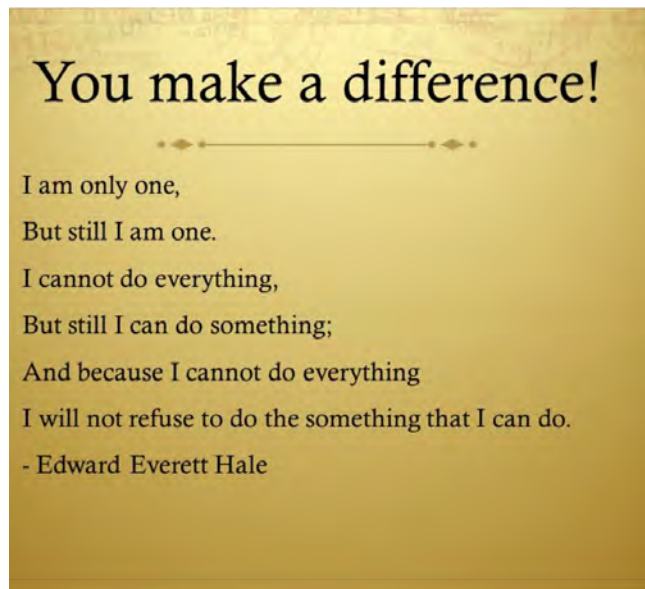 You make a difference!
I am only one,
But still I am one.
I cannot do everything,
But still I can do something;
And because I cannot do everything
I will not refuse to do the something that I can do.
- Edward Everett Hale